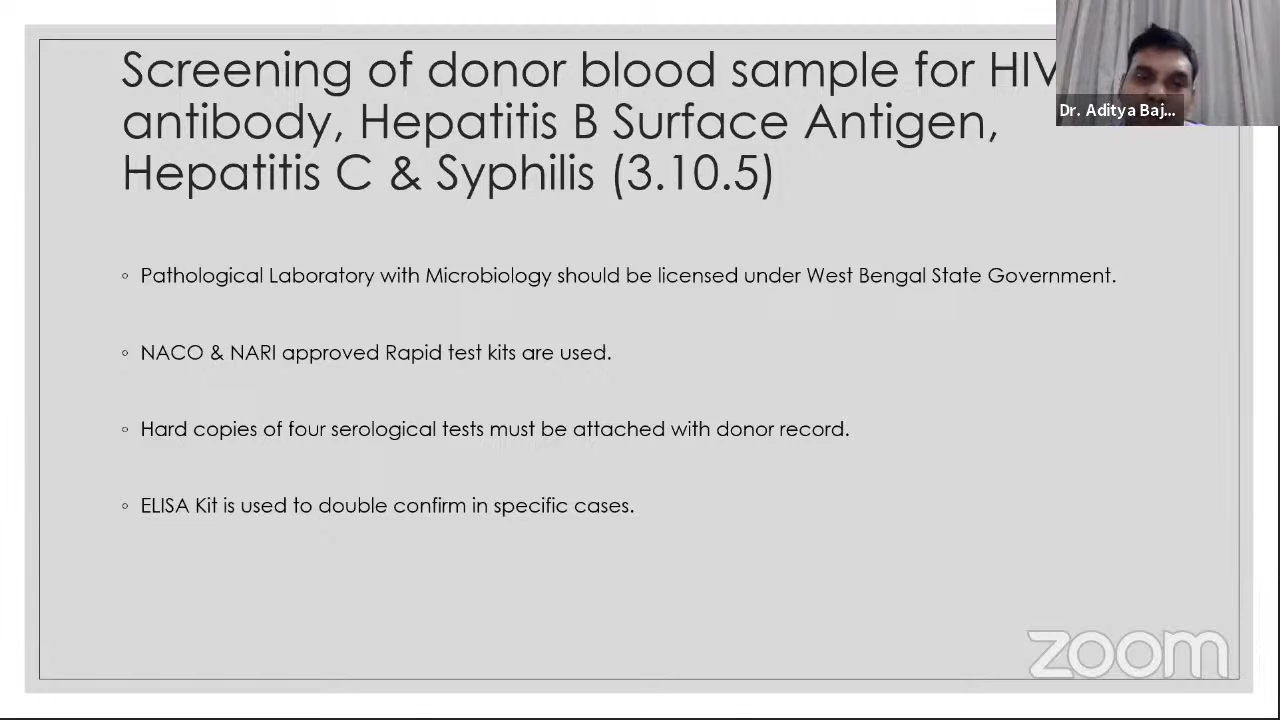 Screening of donor blood sample for HIV
antibody, Hepatitis B Surface Antigen,
Hepatitis C & Syphilis (3.10.5)
Dr. Aditya Baj...
◦ Pathological Laboratory with Microbiology should be licensed under West Bengal State Government.
◦ NACO & NARI approved Rapid test kits are used.
◦ Hard copies of four serological tests must be attached with donor record.
◦ ELISA Kit is used to double confirm in specific cases.
zoom